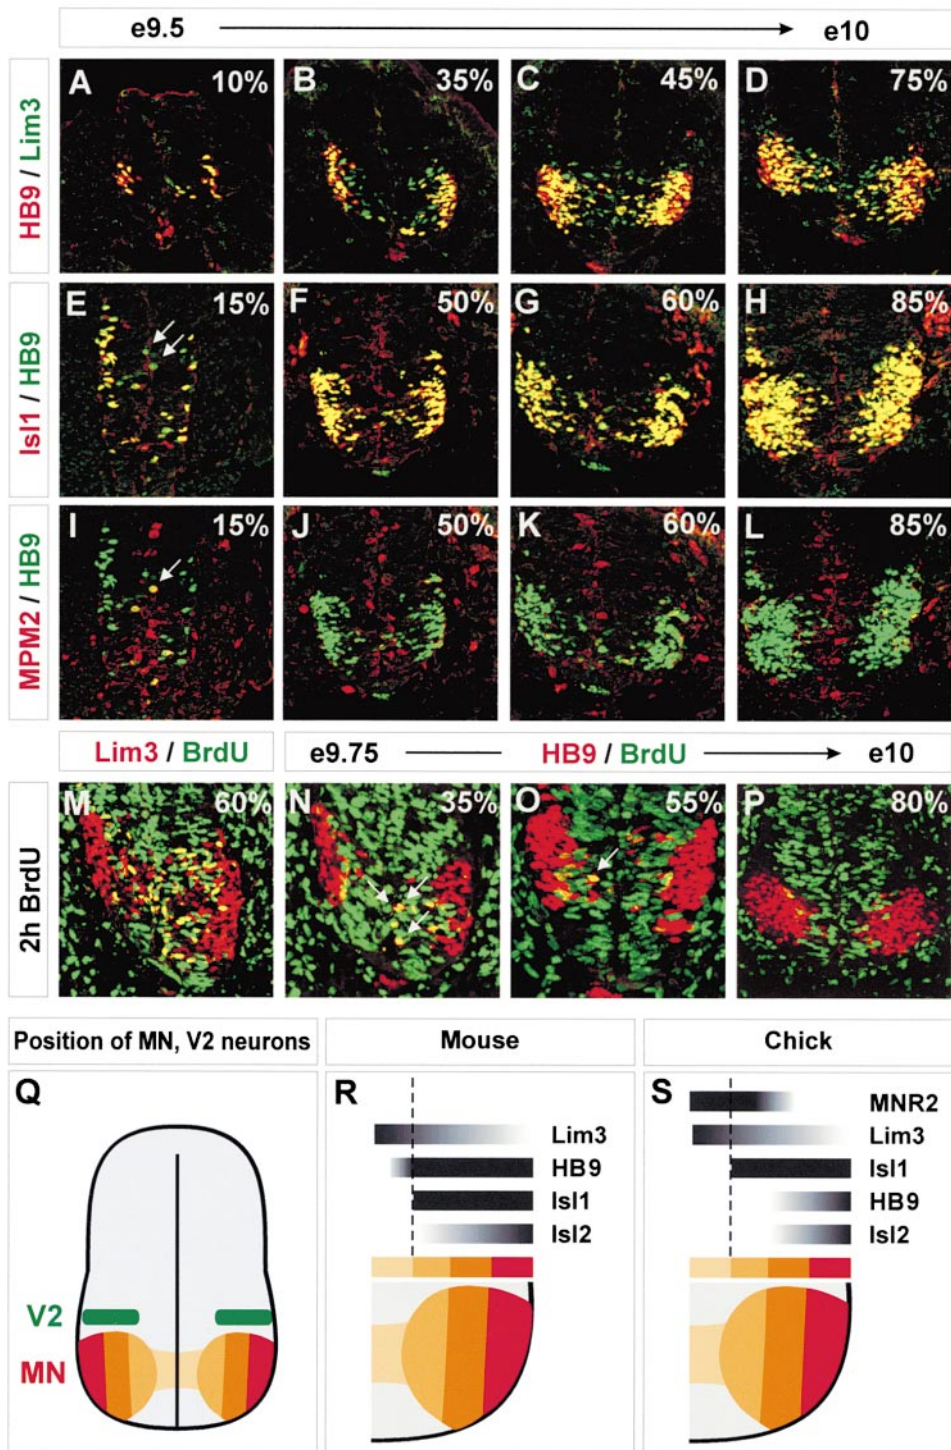 e9.5 e10
HB9 / Lim3
A 10% B 35% C 45% D 75%
Isl1 / HB9
E 15% F 50% G 60% H 85%
MPM2 / HB9
I 15% J 50% K 60% L 85%
Lim3 / BrdU e9.75 HB9 / BrdU e10
2h BrdU
M 60% N 35% O 55% P 80%
Position of MN, V2 neurons Mouse Chick
Q
V2
MN
R
Lim3
HB9
Isl1
Isl2
S
MNR2
Lim3
Isl1
HB9
Isl2